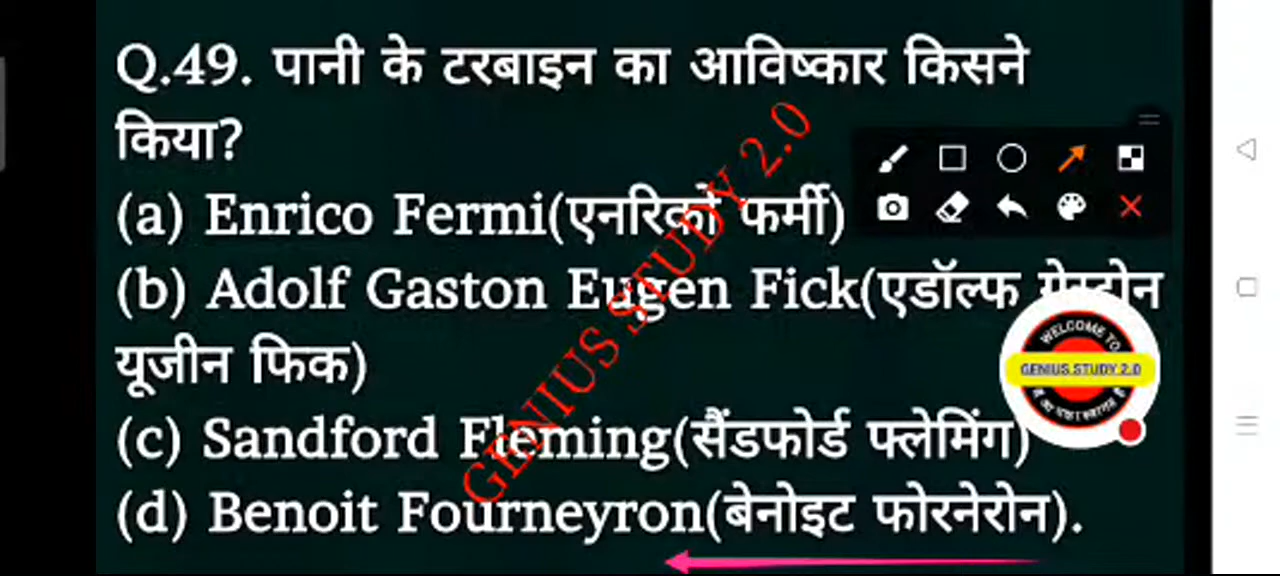 Q.49. पानी के टरबाइन का आविष्कार किसने
किया?
(a) Enrico Fermi(एनरिको फर्मी)
(b) Adolf Gaston Eugen Fick(एडॉल्फ गेस्टोन
यूजीन फिक)
(c) Sandford Fleming(सैंडफोर्ड फ्लेमिंग)
(d) Benoit Fourneyron(बेनोइट फोरनेरोन).
GENIUS STUDY 2.0
WELCOME TO
GENIUS STUDY 2.0